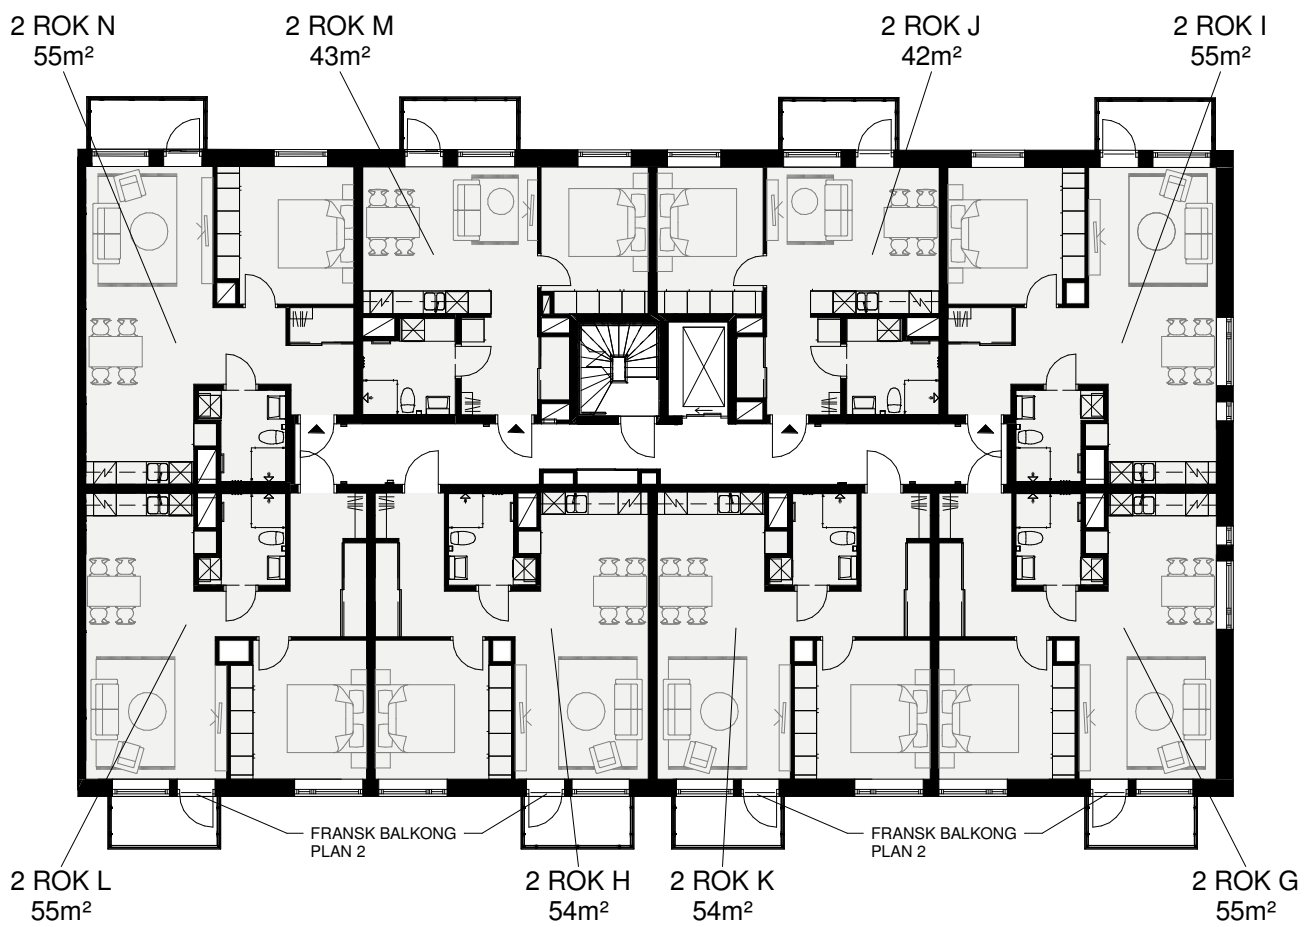 2 ROK N
55m²
2 ROK M
43m²
2 ROK J
42m²
2 ROK I
55m²
FRANSK BALKONG
PLAN 2
FRANSK BALKONG
PLAN 2
2 ROK L
55m²
2 ROK H
54m²
2 ROK K
54m²
2 ROK G
55m²